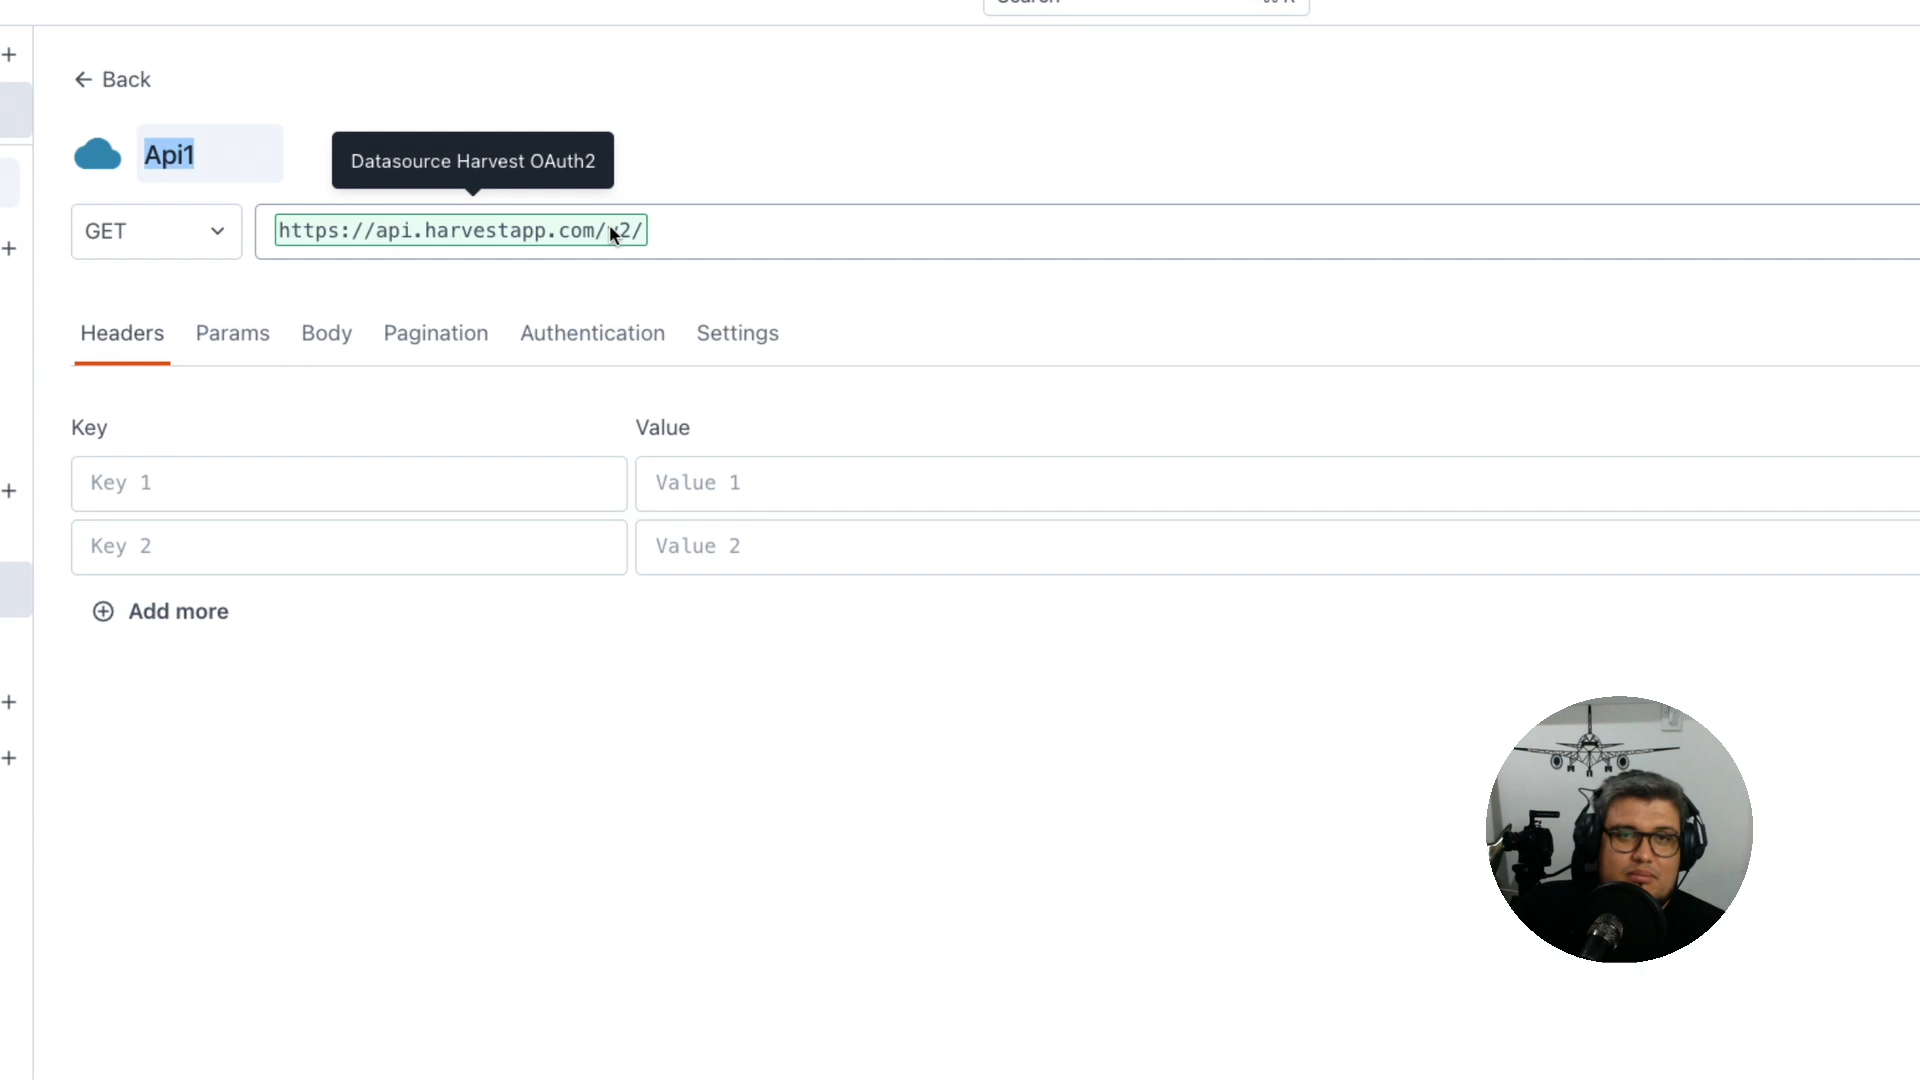 ← Back
Api1
Datasource Harvest OAuth2
GET
https://api.harvestapp.com/v2/
Headers Params Body Pagination Authentication Settings
Key Value
Key 1 Value 1
Key 2 Value 2
Add more